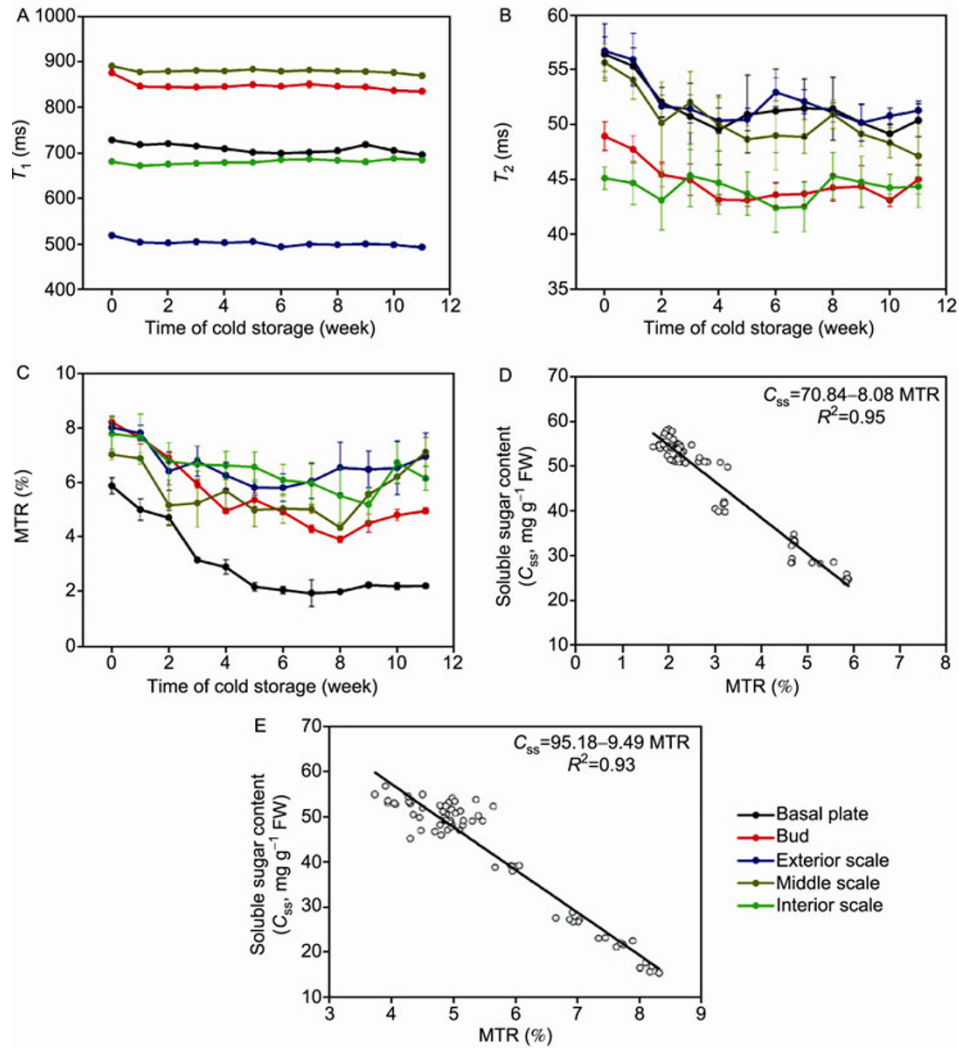 A
1000
900
800
700
600
500
400
T1 (ms)
0 2 4 6 8 10 12
Time of cold storage (week)
B
60
55
50
45
40
35
T2 (ms)
0 2 4 6 8 10 12
Time of cold storage (week)
C
10
8
6
4
2
0
MTR (%)
0 2 4 6 8 10 12
Time of cold storage (week)
D
70
60
50
40
30
20
10
Soluble sugar content
(Css, mg g−1 FW)
Css=70.84–8.08 MTR
R2=0.95
0 1 2 3 4 5 6 7 8
MTR (%)
E
70
60
50
40
30
20
10
Soluble sugar content
(Css, mg g−1 FW)
Css=95.18–9.49 MTR
R2=0.93
3 4 5 6 7 8 9
MTR (%)
Basal plate
Bud
Exterior scale
Middle scale
Interior scale